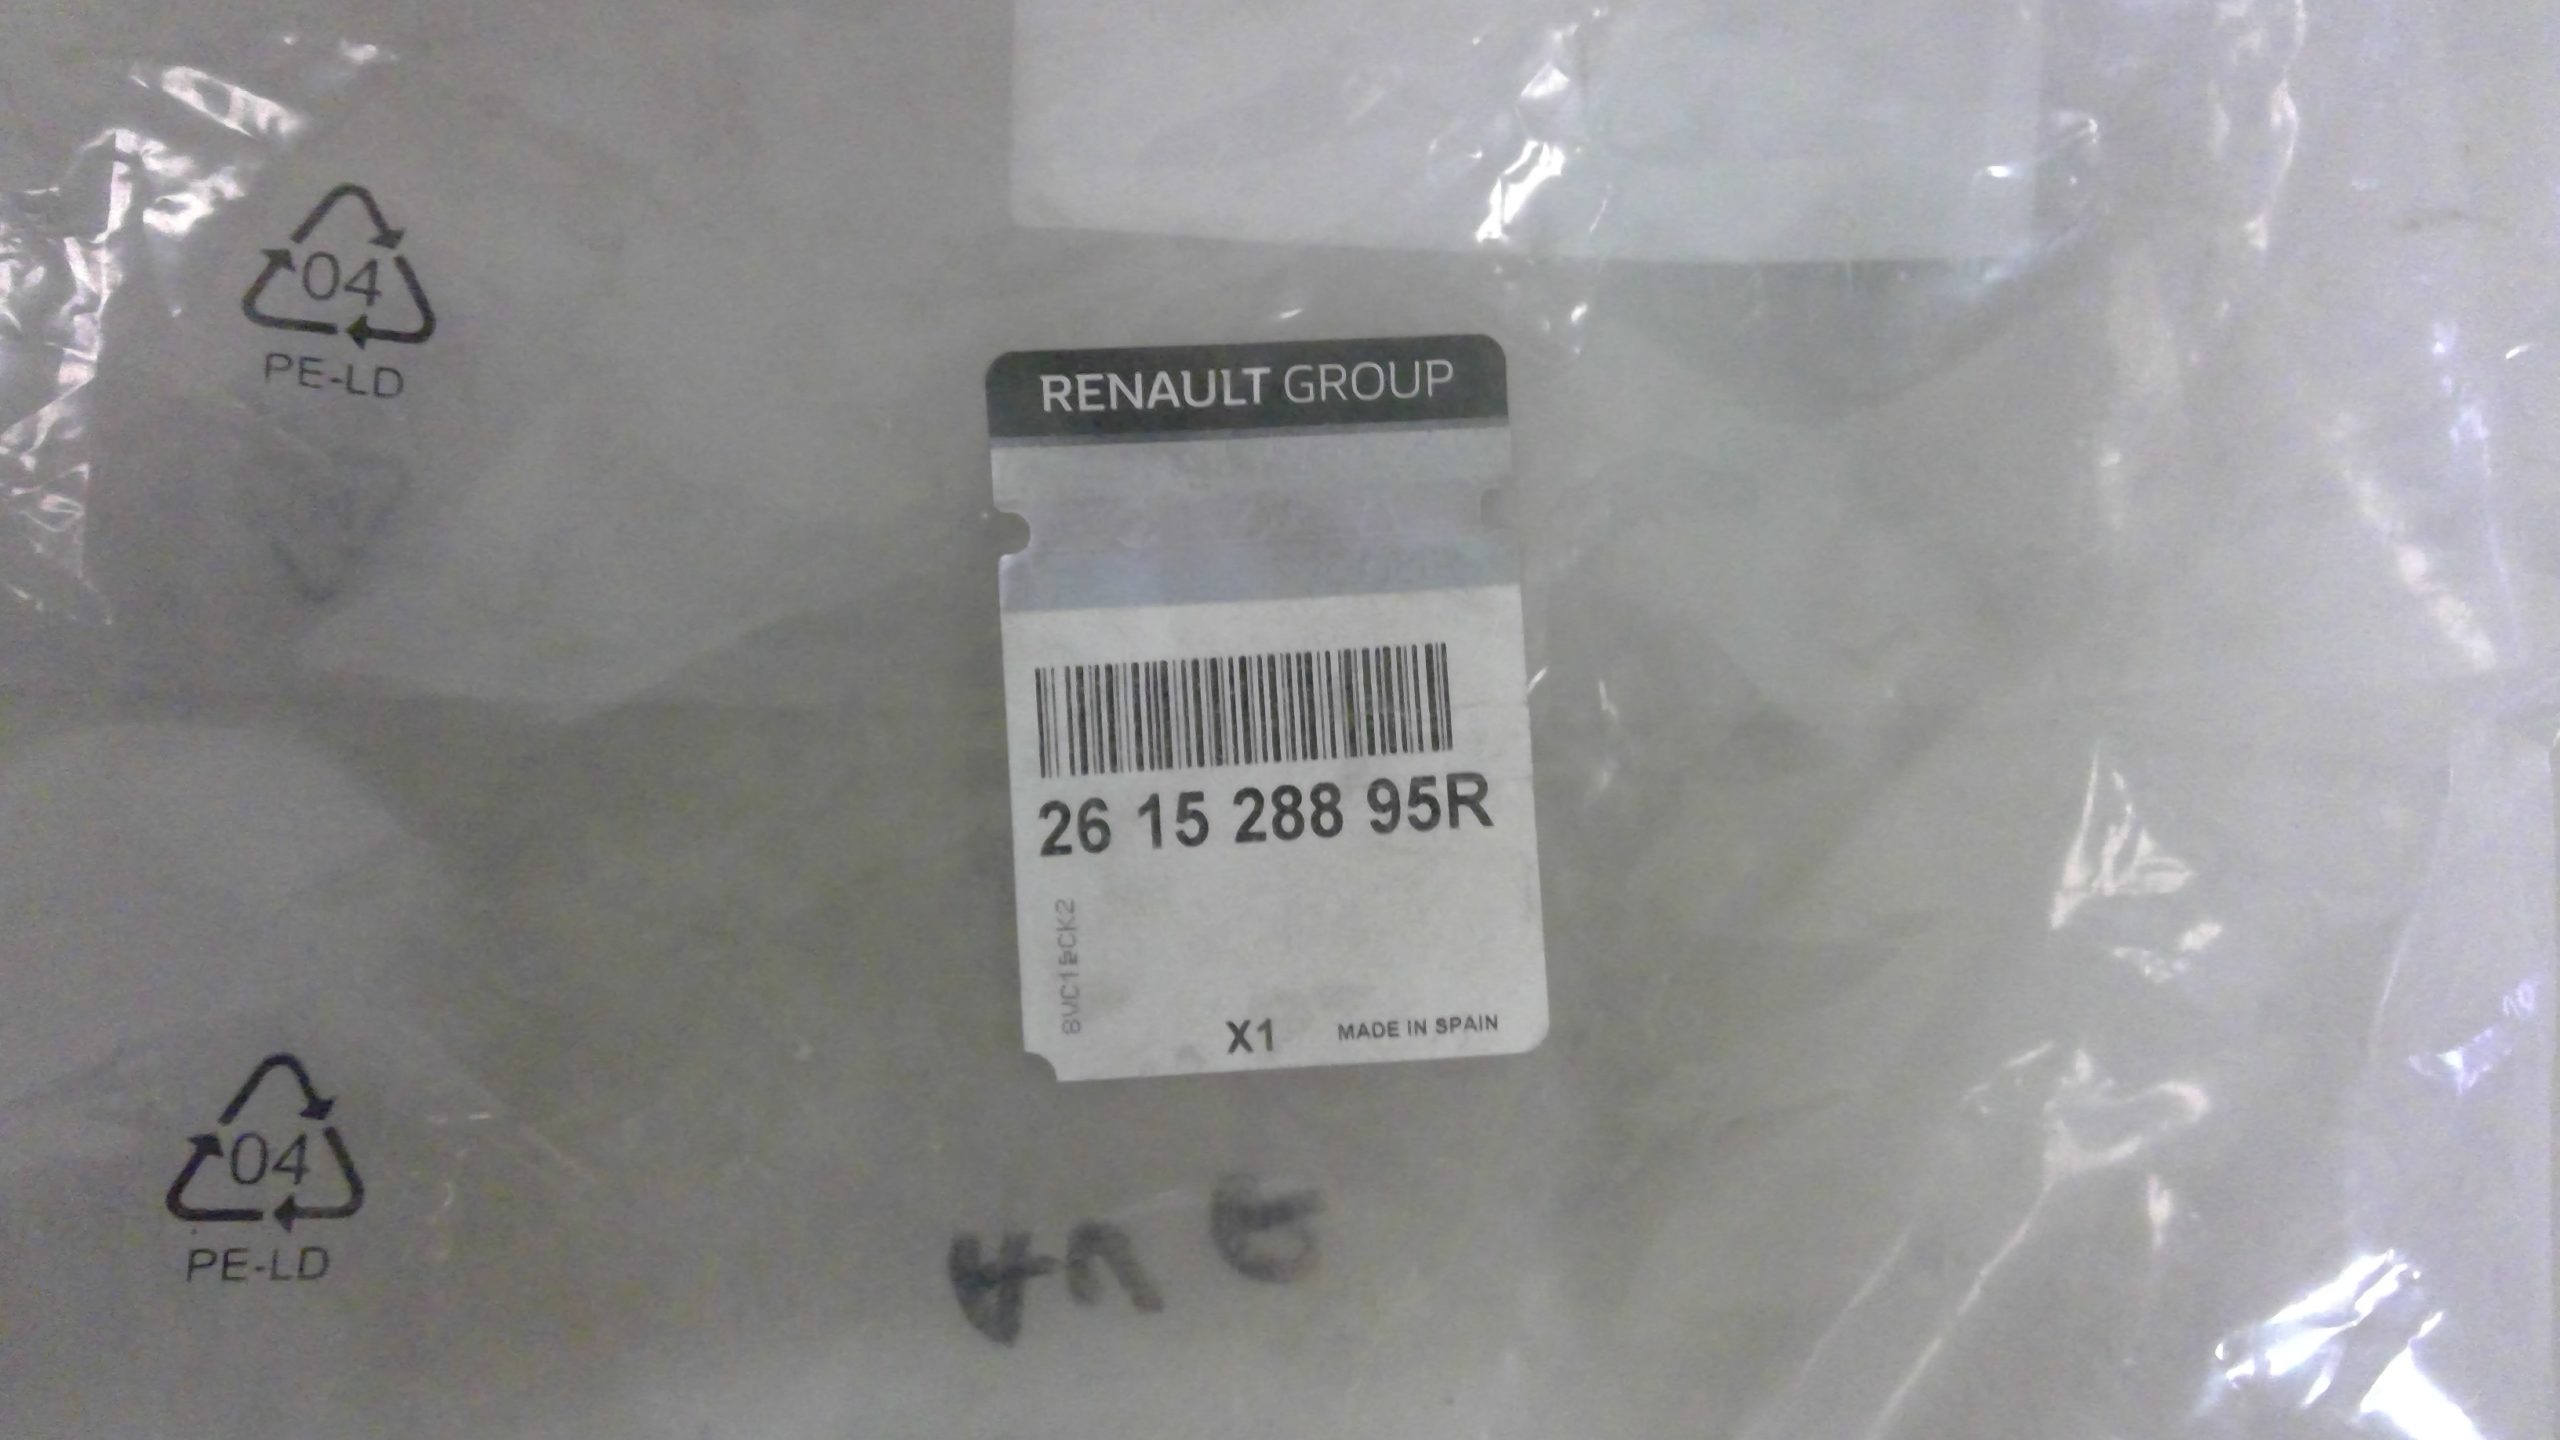 04
PE-LD
RENAULT GROUP
26 15 288 95R
X1
MADE IN SPAIN
04
PE-LD